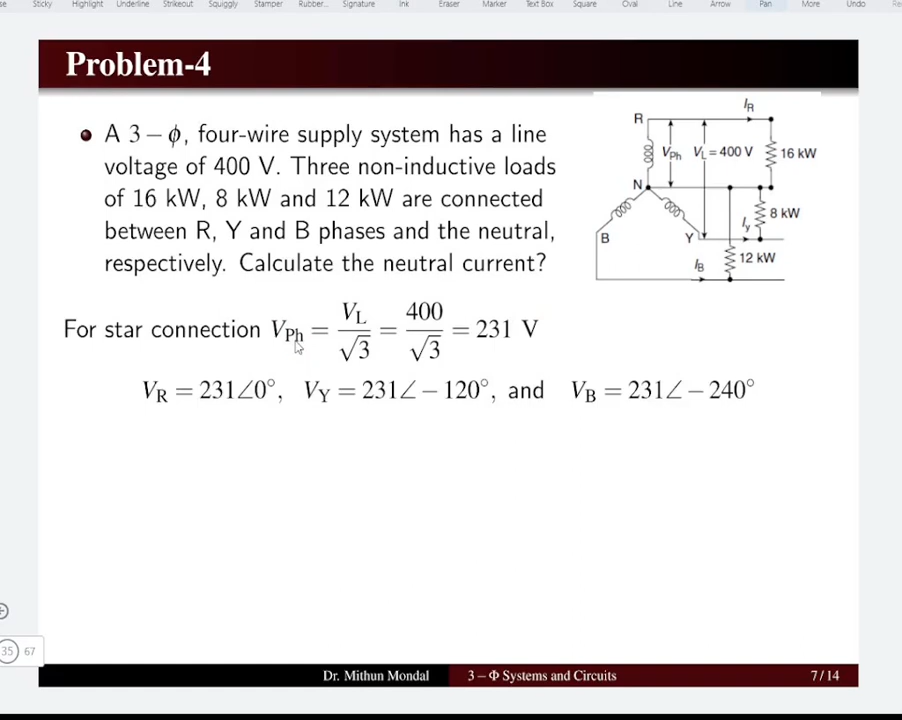 Sticky Highlight Underline Strikeout Squiggly Stamper Rubber... Signature Ink Eraser Marker Text Box Square Oval Line Arrow Pan More Undo
Problem-4
A 3 – ϕ, four-wire supply system has a line
voltage of 400 V. Three non-inductive loads
of 16 kW, 8 kW and 12 kW are connected
between R, Y and B phases and the neutral,
respectively. Calculate the neutral current?
I_R
R
V_Ph V_L = 400 V 16 kW
N
8 kW
I_y
B Y
I_B 12 kW
For star connection V_Ph = V_L/√3 = 400/√3 = 231 V
V_R = 231∠0°, V_Y = 231∠ – 120°, and V_B = 231∠ – 240°
35 67
Dr. Mithun Mondal 3 – Φ Systems and Circuits 7 / 14